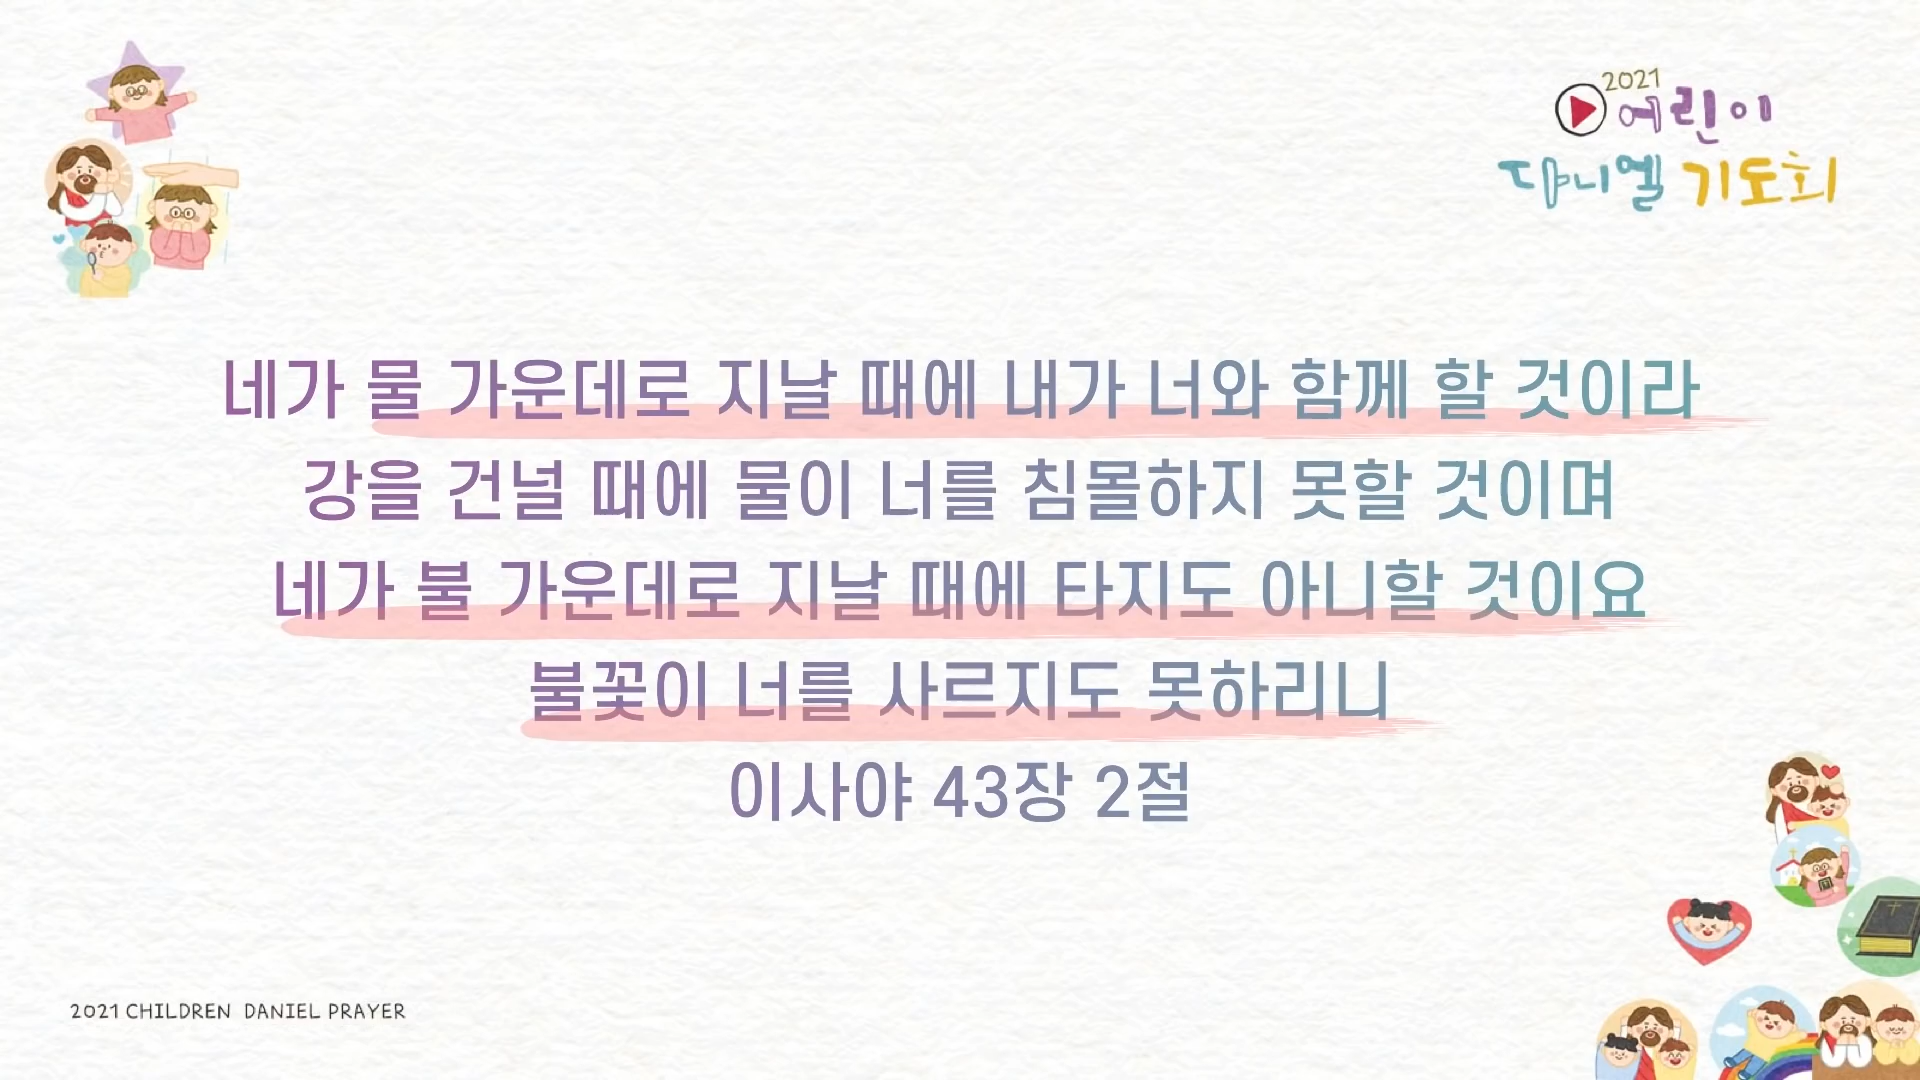 2021
어린이
다니엘 기도회
네가 물 가운데로 지날 때에 내가 너와 함께 할 것이라
강을 건널 때에 물이 너를 침몰하지 못할 것이며
네가 불 가운데로 지날 때에 타지도 아니할 것이요
불꽃이 너를 사르지도 못하리니
이사야 43장 2절
2021 CHILDREN DANIEL PRAYER